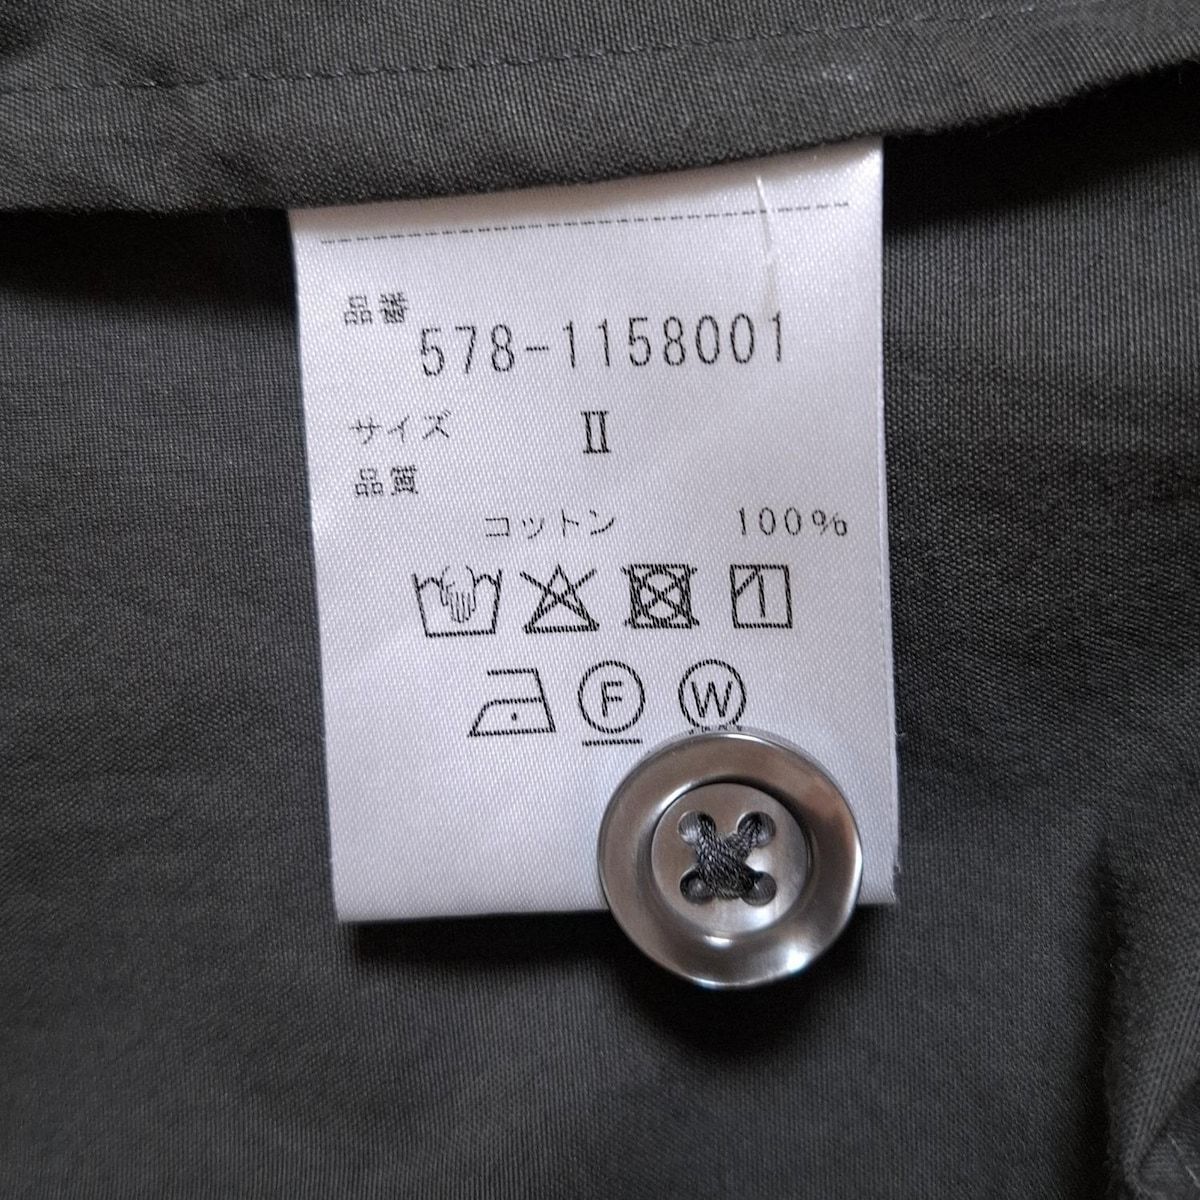 品番
578-1158001
サイズ II
品質
コットン 100%
F W